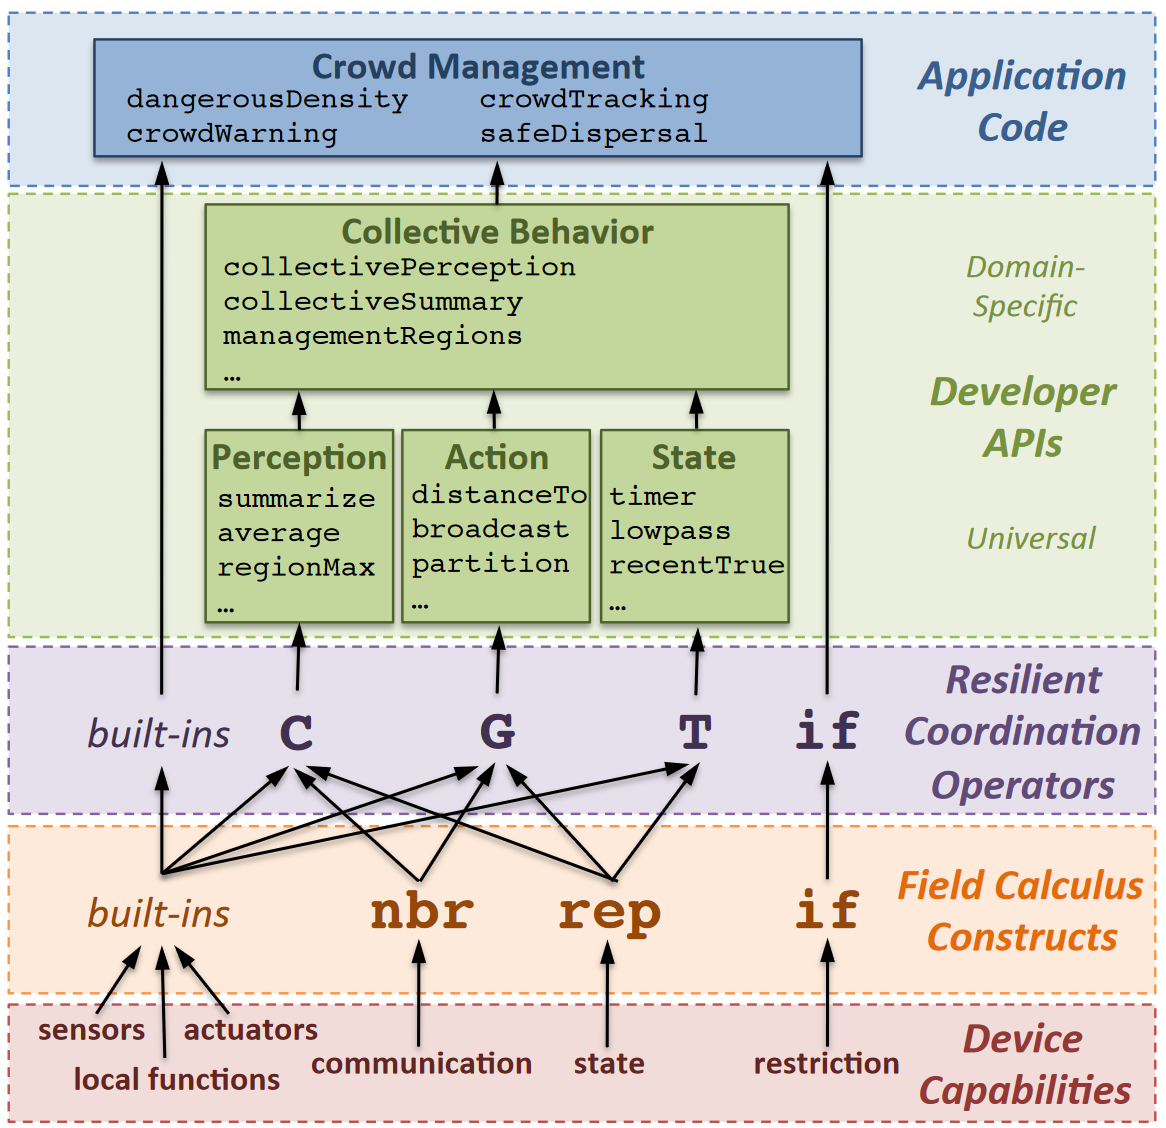 Crowd Management
dangerousDensity crowdTracking
crowdWarning safeDispersal
Application
Code
Collective Behavior
collectivePerception
collectiveSummary
managementRegions
…
Domain-
Specific
Developer
APIs
Universal
Perception
summarize
average
regionMax
…
Action
distanceTo
broadcast
partition
…
State
timer
lowpass
recentTrue
…
built-ins C G T if
Resilient
Coordination
Operators
built-ins nbr rep if
Field Calculus
Constructs
sensors actuators
local functions
communication state restriction
Device
Capabilities